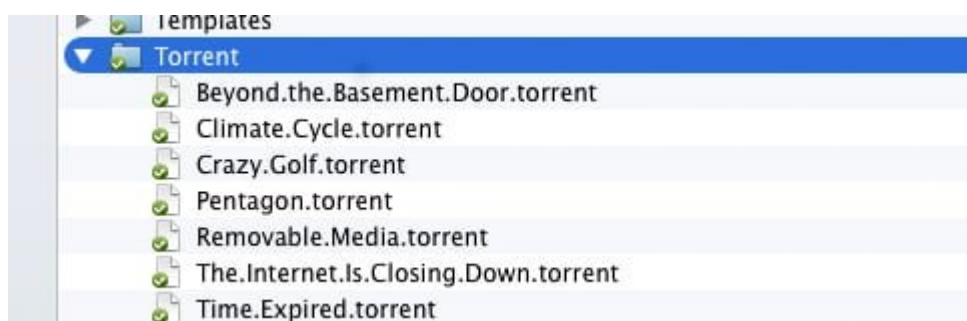 Templates
Torrent
Beyond.the.Basement.Door.torrent
Climate.Cycle.torrent
Crazy.Golf.torrent
Pentagon.torrent
Removable.Media.torrent
The.Internet.Is.Closing.Down.torrent
Time.Expired.torrent